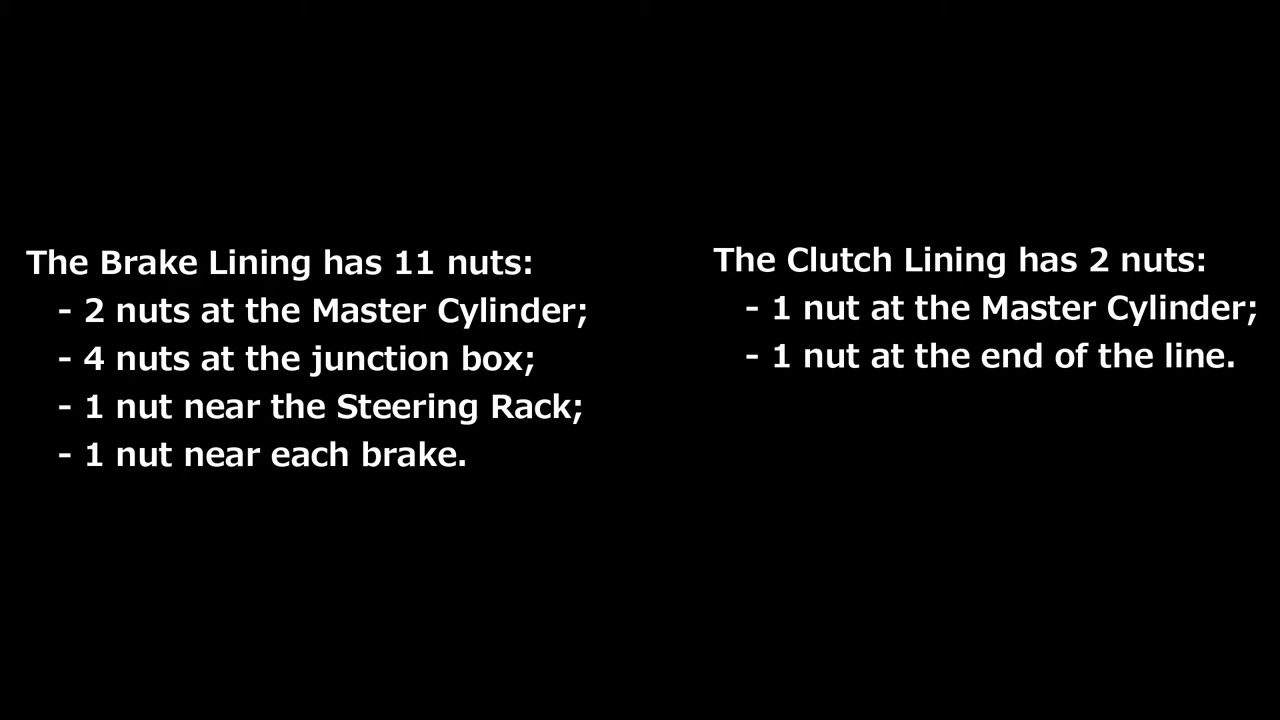 The Brake Lining has 11 nuts:
- 2 nuts at the Master Cylinder;
- 4 nuts at the junction box;
- 1 nut near the Steering Rack;
- 1 nut near each brake.
The Clutch Lining has 2 nuts:
- 1 nut at the Master Cylinder;
- 1 nut at the end of the line.